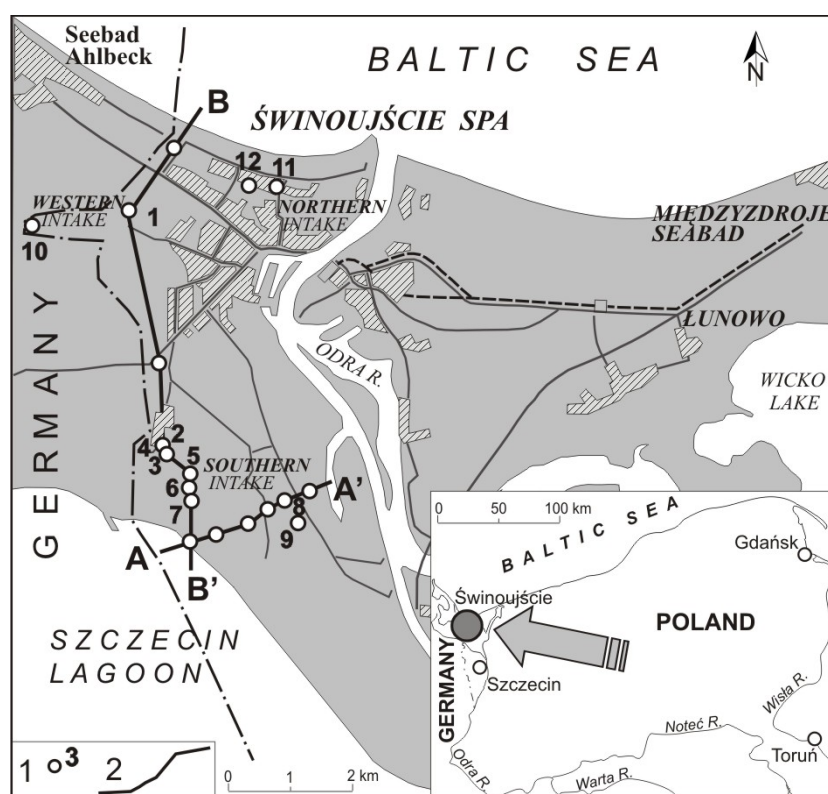 Seebad
Ahlbeck
BALTIC SEA
N
B
ŚWINOUJŚCIE SPA
12
11
WESTERN
INTAKE
1
NORTHERN
INTAKE
10
MIĘDZYZDROJE
SEABAD
ŁUNOWO
GERMANY
ODRA R.
WICKO
LAKE
4
2
3
5
SOUTHERN
INTAKE
6
7
A'
8
9
A
B'
SZCZECIN
LAGOON
1
3
2
0
1
2 km
0
50
100 km
BALTIC SEA
Gdańsk
Świnoujście
POLAND
GERMANY
Szczecin
Wisła R.
Noteć R.
Toruń
Odra R.
Warta R.